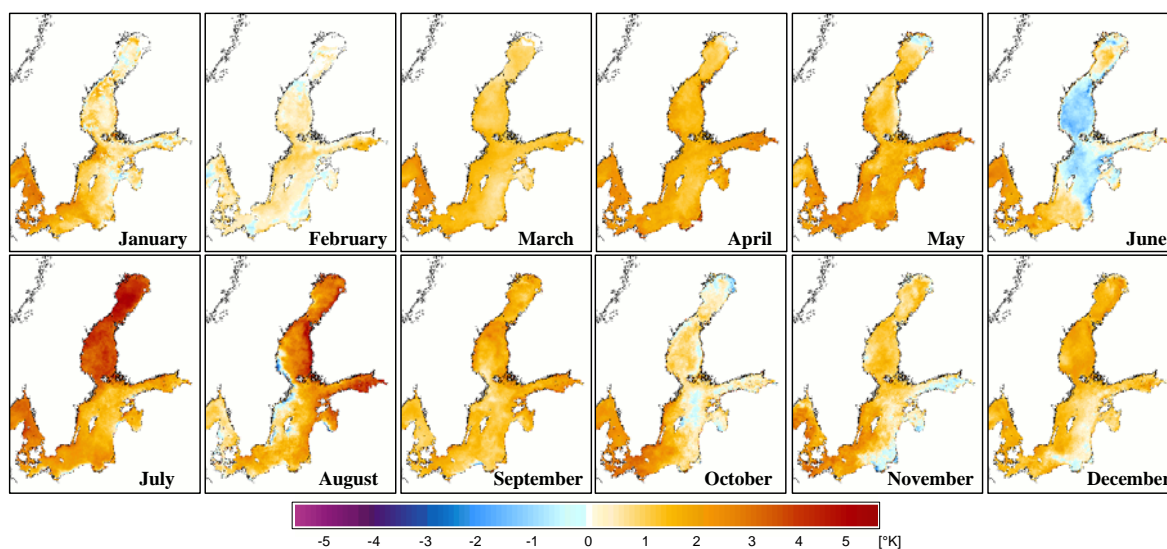 January February March April May June
July August September October November December
-5 -4 -3 -2 -1 0 1 2 3 4 5 [°K]